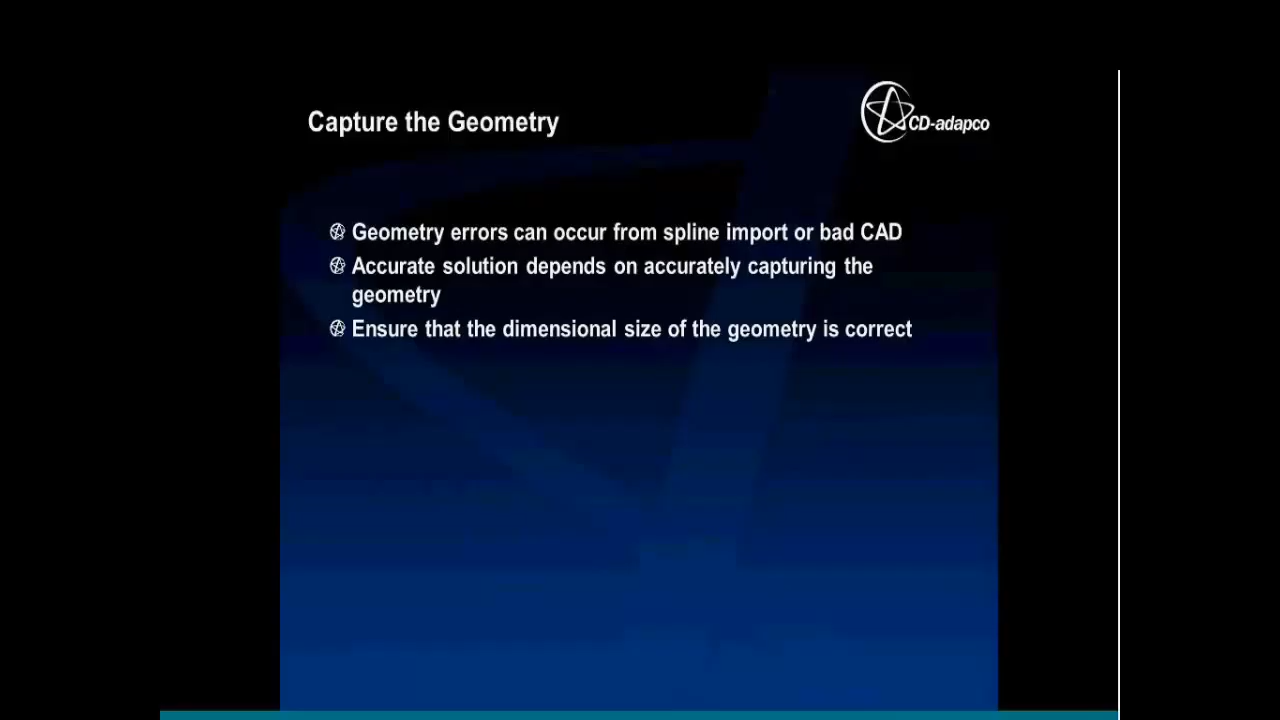 Capture the Geometry
CD-adapco
Geometry errors can occur from spline import or bad CAD
Accurate solution depends on accurately capturing the
geometry
Ensure that the dimensional size of the geometry is correct